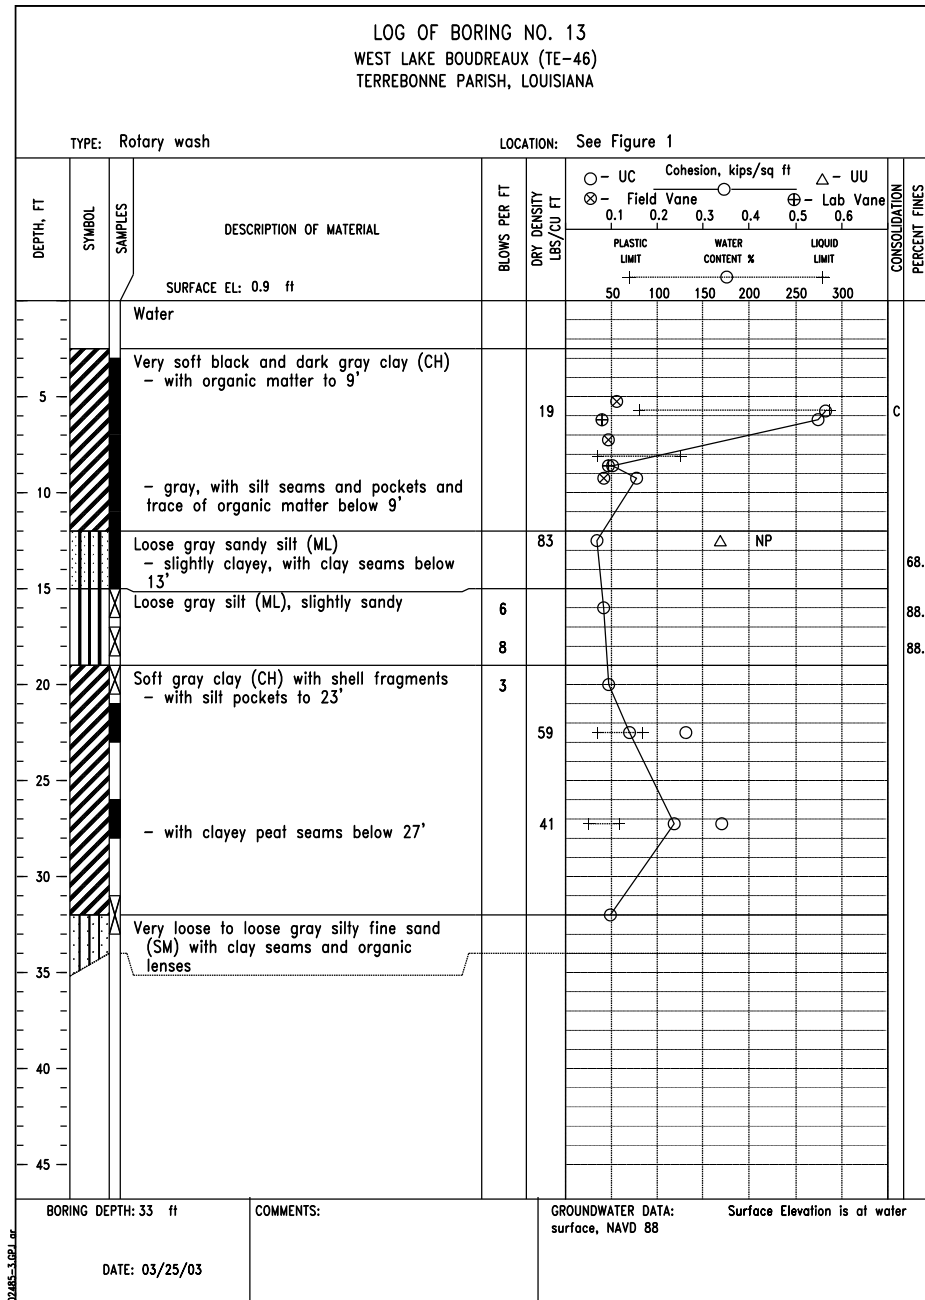 LOG OF BORING NO. 13
WEST LAKE BOUDREAUX (TE-46)
TERREBONNE PARISH, LOUISIANA
TYPE: Rotary wash
LOCATION: See Figure 1
DEPTH, FT
SYMBOL
SAMPLES
DESCRIPTION OF MATERIAL
SURFACE EL: 0.9 ft
BLOWS PER FT
DRY DENSITY
LBS/CU FT
- UC
Cohesion, kips/sq ft
- UU
- Field Vane
- Lab Vane
0.1 0.2 0.3 0.4 0.5 0.6
PLASTIC
LIMIT
WATER
CONTENT %
LIQUID
LIMIT
50 100 150 200 250 300
CONSOLIDATION
PERCENT FINES
Water
Very soft black and dark gray clay (CH)
- with organic matter to 9'
5
19
C
- gray, with silt seams and pockets and
trace of organic matter below 9'
10
Loose gray sandy silt (ML)
- slightly clayey, with clay seams below
13'
83
NP
68.
15
Loose gray silt (ML), slightly sandy
6
88.
8
88.
Soft gray clay (CH) with shell fragments
- with silt pockets to 23'
20
3
59
25
- with clayey peat seams below 27'
41
30
Very loose to loose gray silty fine sand
(SM) with clay seams and organic
lenses
35
40
45
BORING DEPTH: 33 ft
DATE: 03/25/03
COMMENTS:
GROUNDWATER DATA: Surface Elevation is at water
surface, NAVD 88